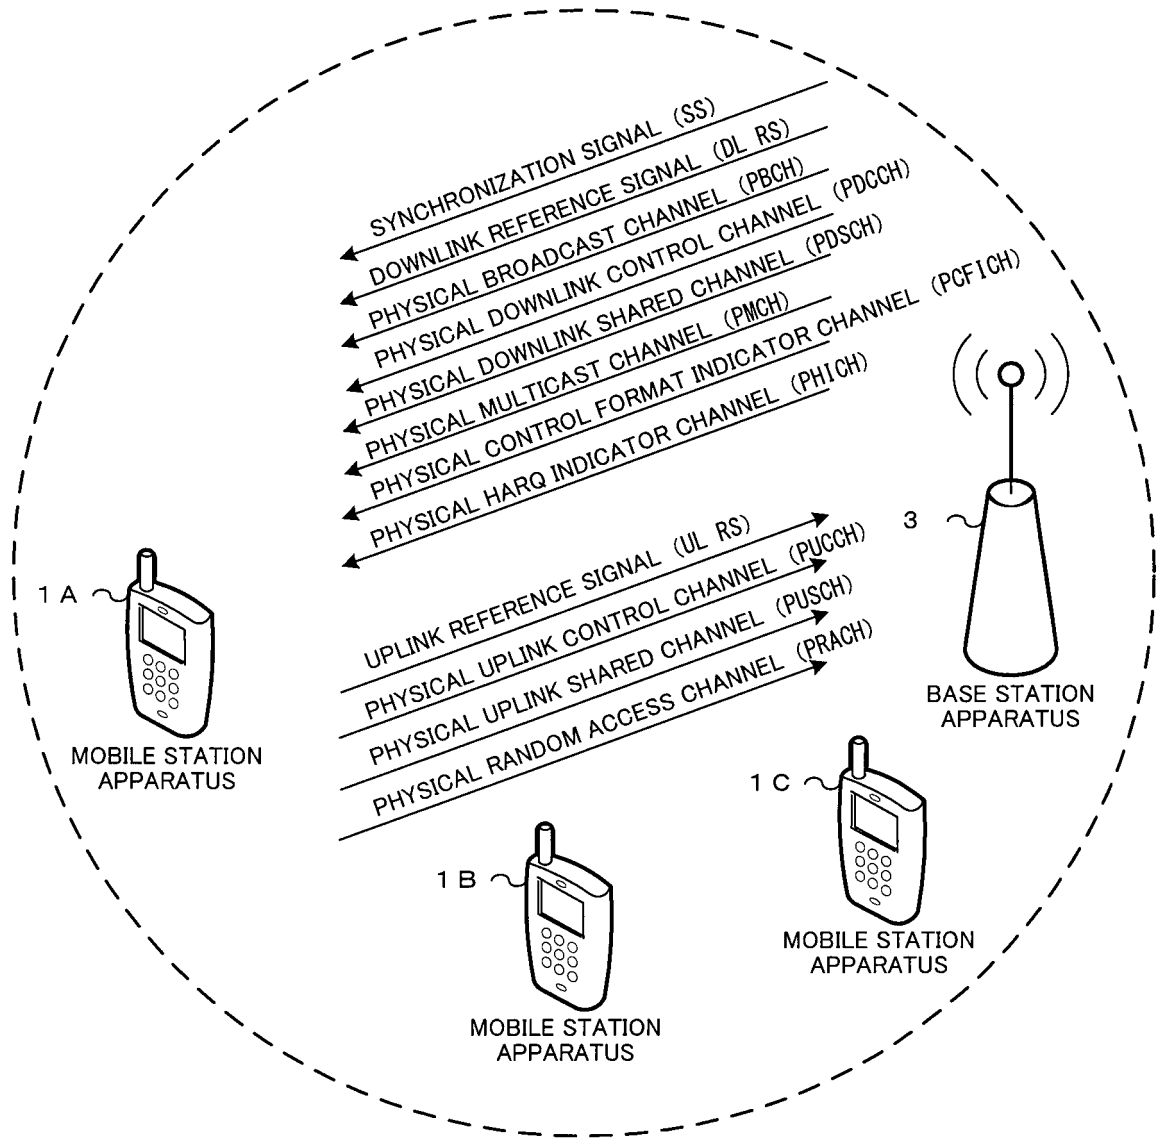 SYNCHRONIZATION SIGNAL (SS)
DOWNLINK REFERENCE SIGNAL (DL RS)
PHYSICAL BROADCAST CHANNEL (PBCH)
PHYSICAL DOWNLINK CONTROL CHANNEL (PDCCH)
PHYSICAL DOWNLINK SHARED CHANNEL (PDSCH)
PHYSICAL MULTICAST CHANNEL (PMCH)
PHYSICAL CONTROL FORMAT INDICATOR CHANNEL (PCFICH)
PHYSICAL HARQ INDICATOR CHANNEL (PHICH)
UPLINK REFERENCE SIGNAL (UL RS)
PHYSICAL UPLINK CONTROL CHANNEL (PUCCH)
PHYSICAL UPLINK SHARED CHANNEL (PUSCH)
PHYSICAL RANDOM ACCESS CHANNEL (PRACH)
3
BASE STATION
APPARATUS
1A
MOBILE STATION
APPARATUS
1B
MOBILE STATION
APPARATUS
1C
MOBILE STATION
APPARATUS